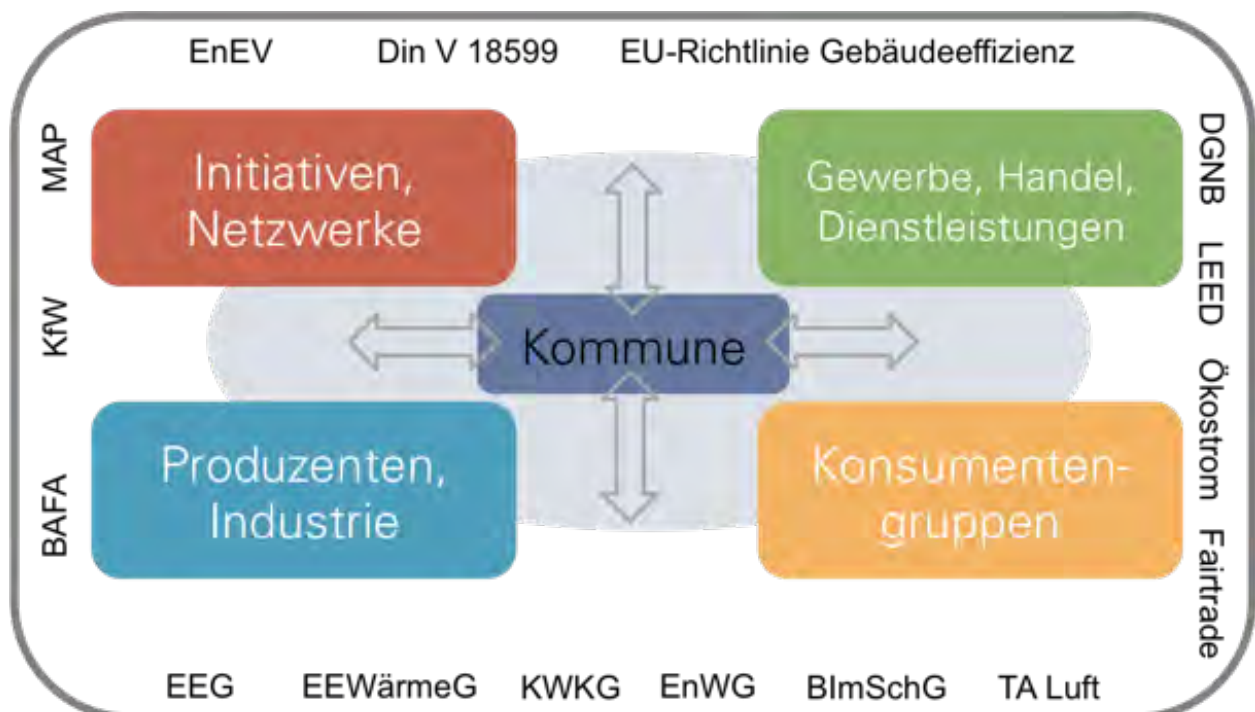 EnEV Din V 18599 EU-Richtlinie Gebäudeeffizienz
MAP
KfW
BAFA
Initiativen,
Netzwerke
Gewerbe, Handel,
Dienstleistungen
Kommune
Produzenten,
Industrie
Konsumenten-
gruppen
DGNB LEED Ökostrom Fairtrade
EEG EEWärmeG KWKG EnWG BImSchG TA Luft